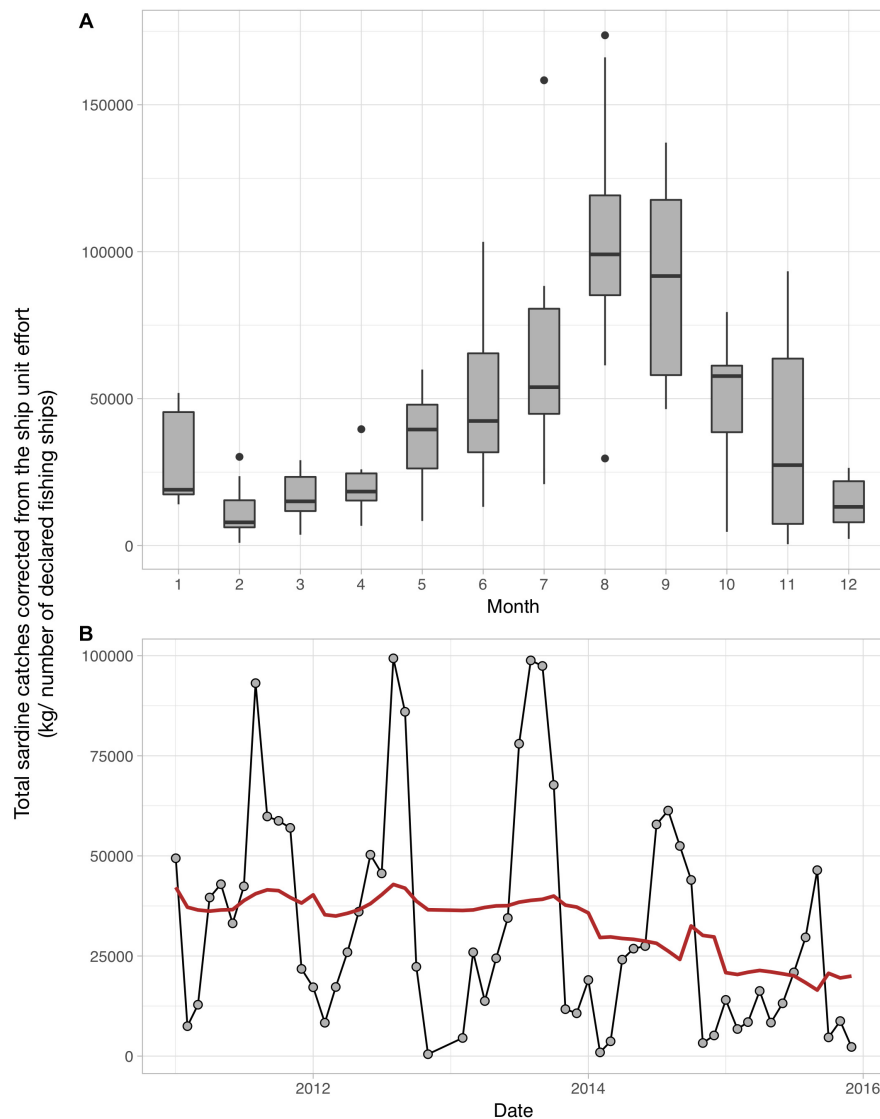 A
Total sardine catches corrected from the ship unit effort
(kg/ number of declared fishing ships)
150000
100000
50000
0
1 2 3 4 5 6 7 8 9 10 11 12
Month
B
100000
75000
50000
25000
0
2012 2014 2016
Date